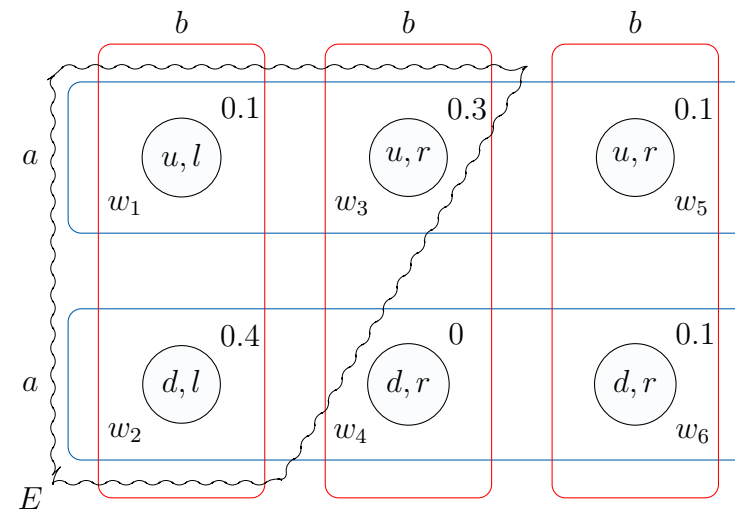 b b b
0.1 0.3 0.1
a u, l u, r u, r
w₁ w₃ w₅
0.4 0 0.1
a d, l d, r d, r
w₂ w₄ w₆
E